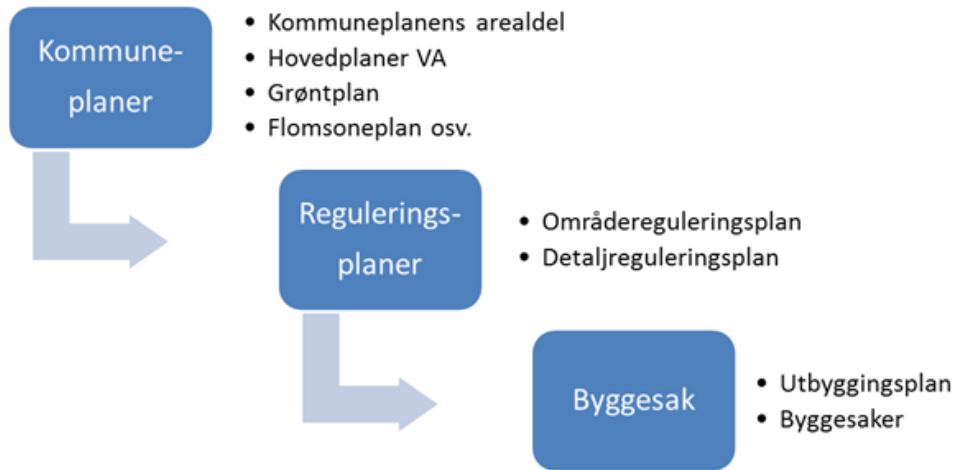 Kommune-
planer
• Kommuneplanens arealdel
• Hovedplaner VA
• Grøntplan
• Flomsoneplan osv.
Regulerings-
planer
• Områdereguleringsplan
• Detaljreguleringsplan
Byggesak
• Utbyggingsplan
• Byggesaker